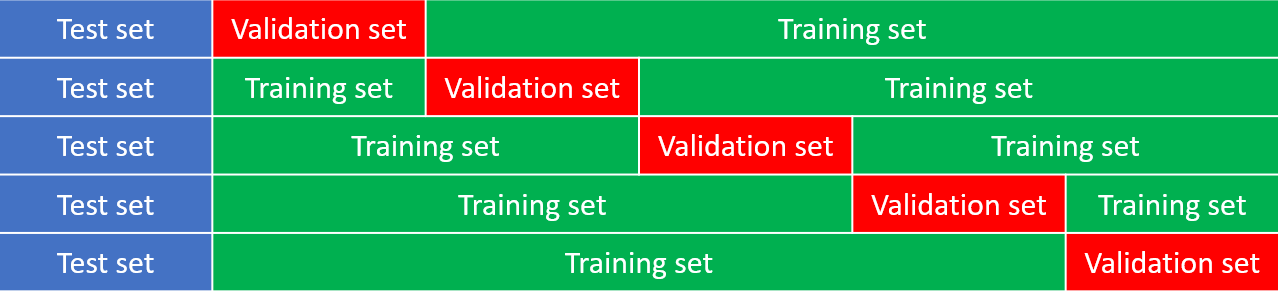 Test set Validation set Training set
Test set Training set Validation set Training set
Test set Training set Validation set Training set
Test set Training set Validation set Training set
Test set Training set Validation set